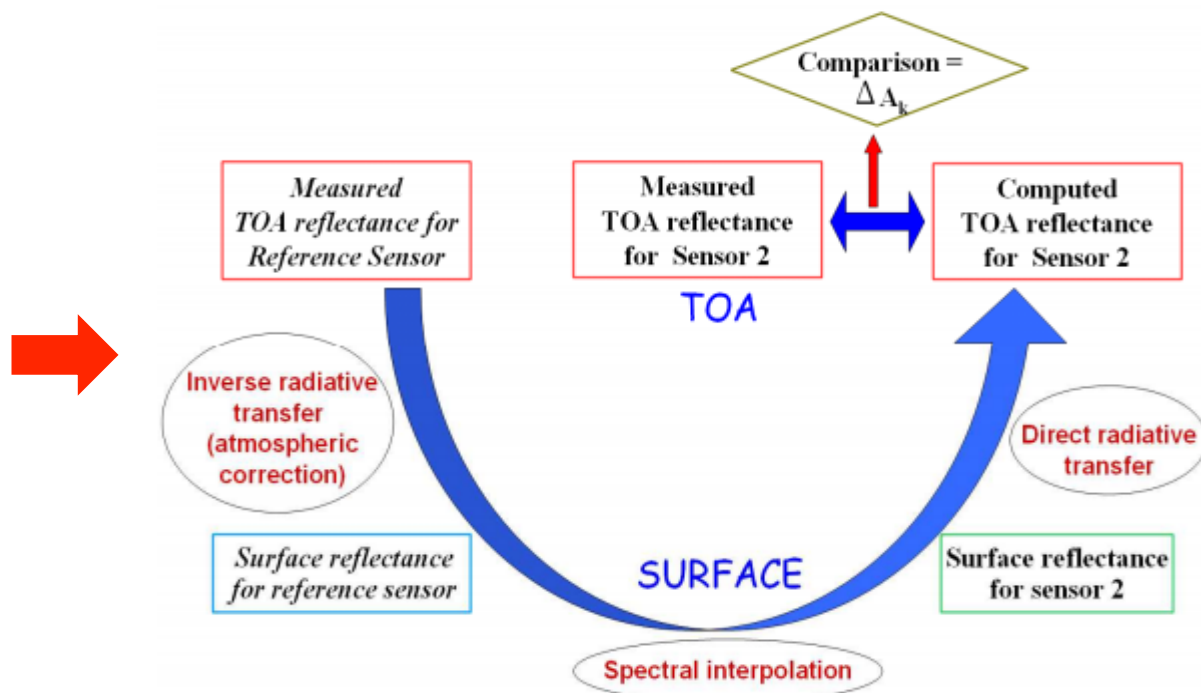 Comparison =
Δ Aₖ
Measured
TOA reflectance for
Reference Sensor
Measured
TOA reflectance
for Sensor 2
Computed
TOA reflectance
for Sensor 2
TOA
Inverse radiative
transfer
(atmospheric
correction)
Direct radiative
transfer
Surface reflectance
for reference sensor
SURFACE
Surface reflectance
for sensor 2
Spectral interpolation